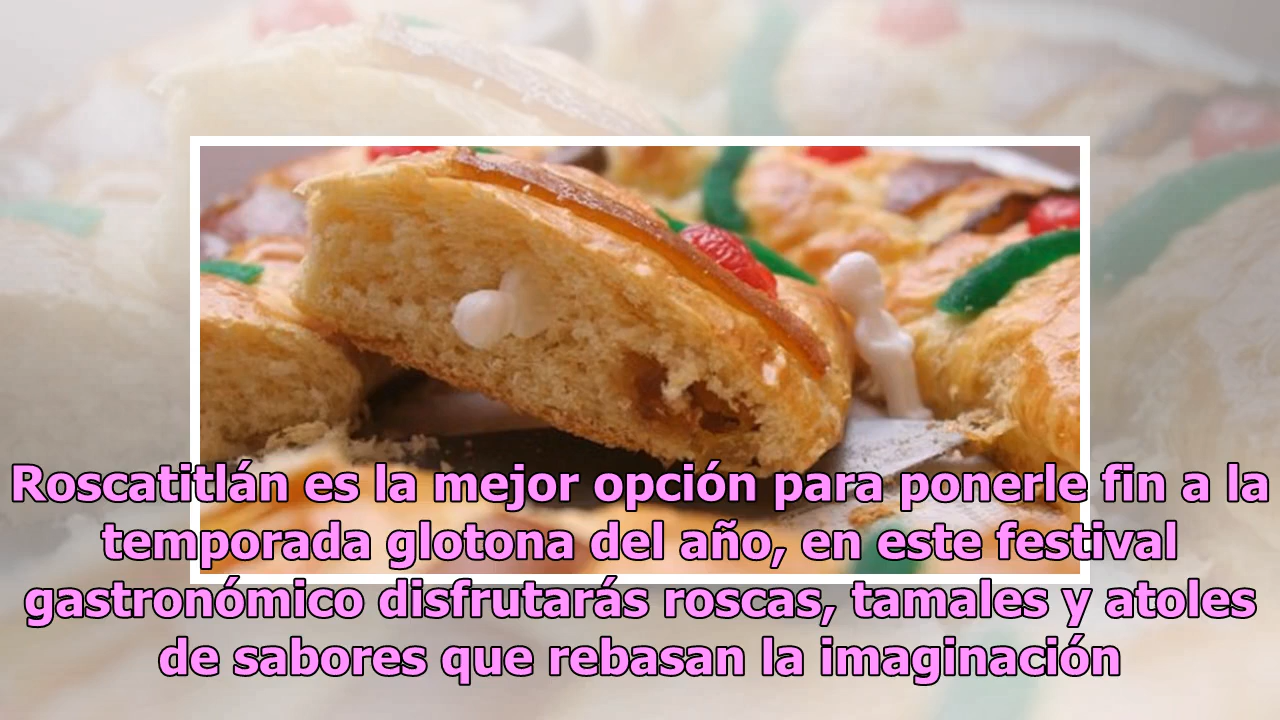 Roscatitlán es la mejor opción para ponerle fin a la
temporada glotona del año, en este festival
gastronómico disfrutarás roscas, tamales y atoles
de sabores que rebasan la imaginación